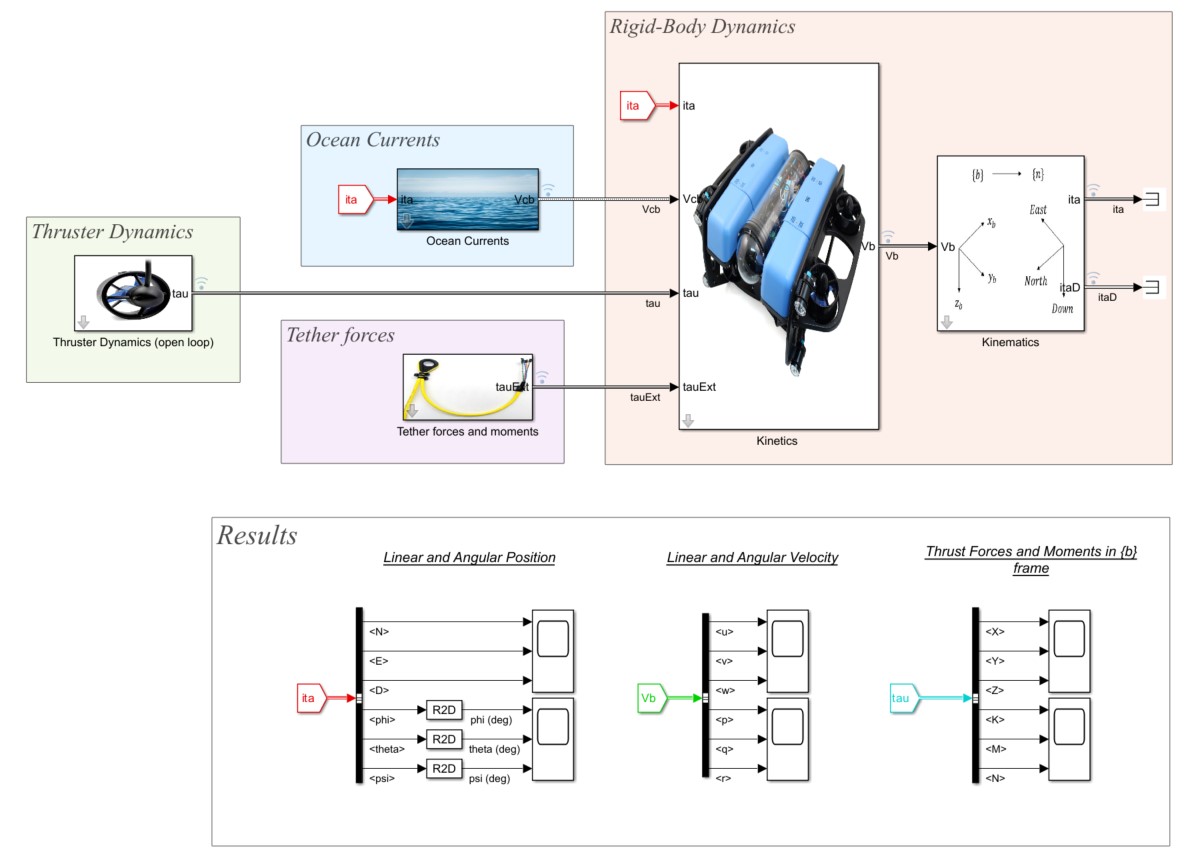 Rigid-Body Dynamics
ita
ita
Ocean Currents
ita
ita
Vcb
Vcb
Vcb
Ocean Currents
Thruster Dynamics
tau
tau
tau
Thruster Dynamics (open loop)
Tether forces
tauExt
tauExt
tauExt
Tether forces and moments
Vb
Vb
Kinetics
Vb
{b} {n}
x_b
y_b
z_b
East
North
Down
ita
ita
itaD
itaD
Kinematics
Results
Linear and Angular Position
ita
<N>
<E>
<D>
<phi> R2D phi (deg)
<theta> R2D theta (deg)
<psi> R2D psi (deg)
Linear and Angular Velocity
Vb
<u>
<v>
<w>
<p>
<q>
<r>
Thrust Forces and Moments in {b}
frame
tau
<X>
<Y>
<Z>
<K>
<M>
<N>